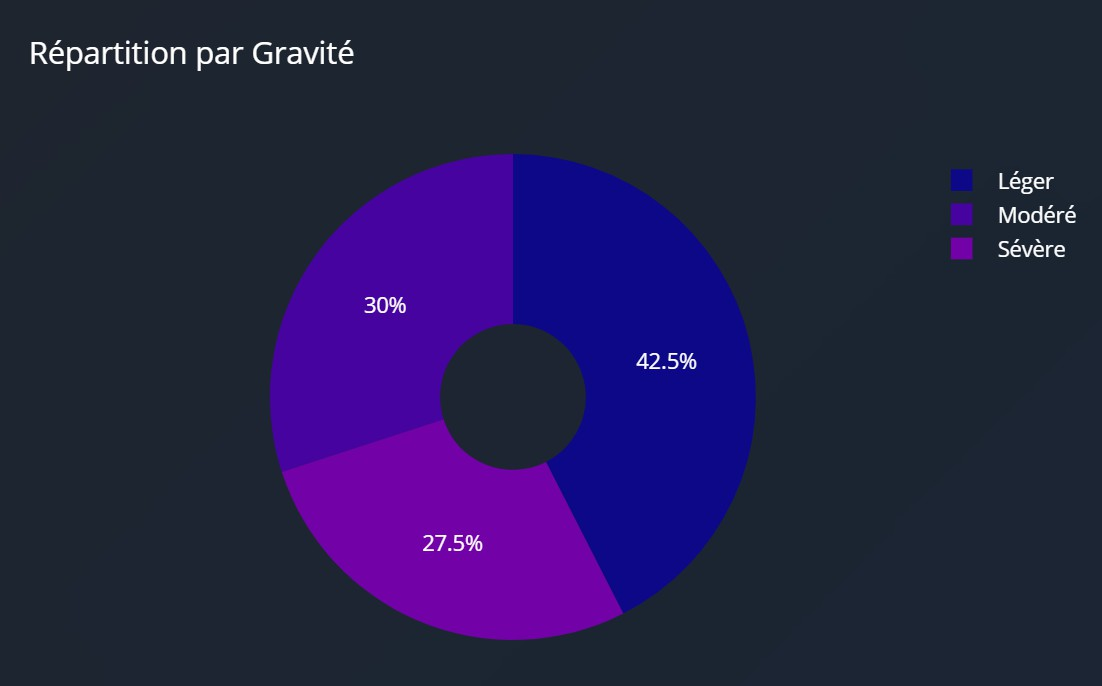 Répartition par Gravité
Léger
Modéré
Sévère
30%
42.5%
27.5%